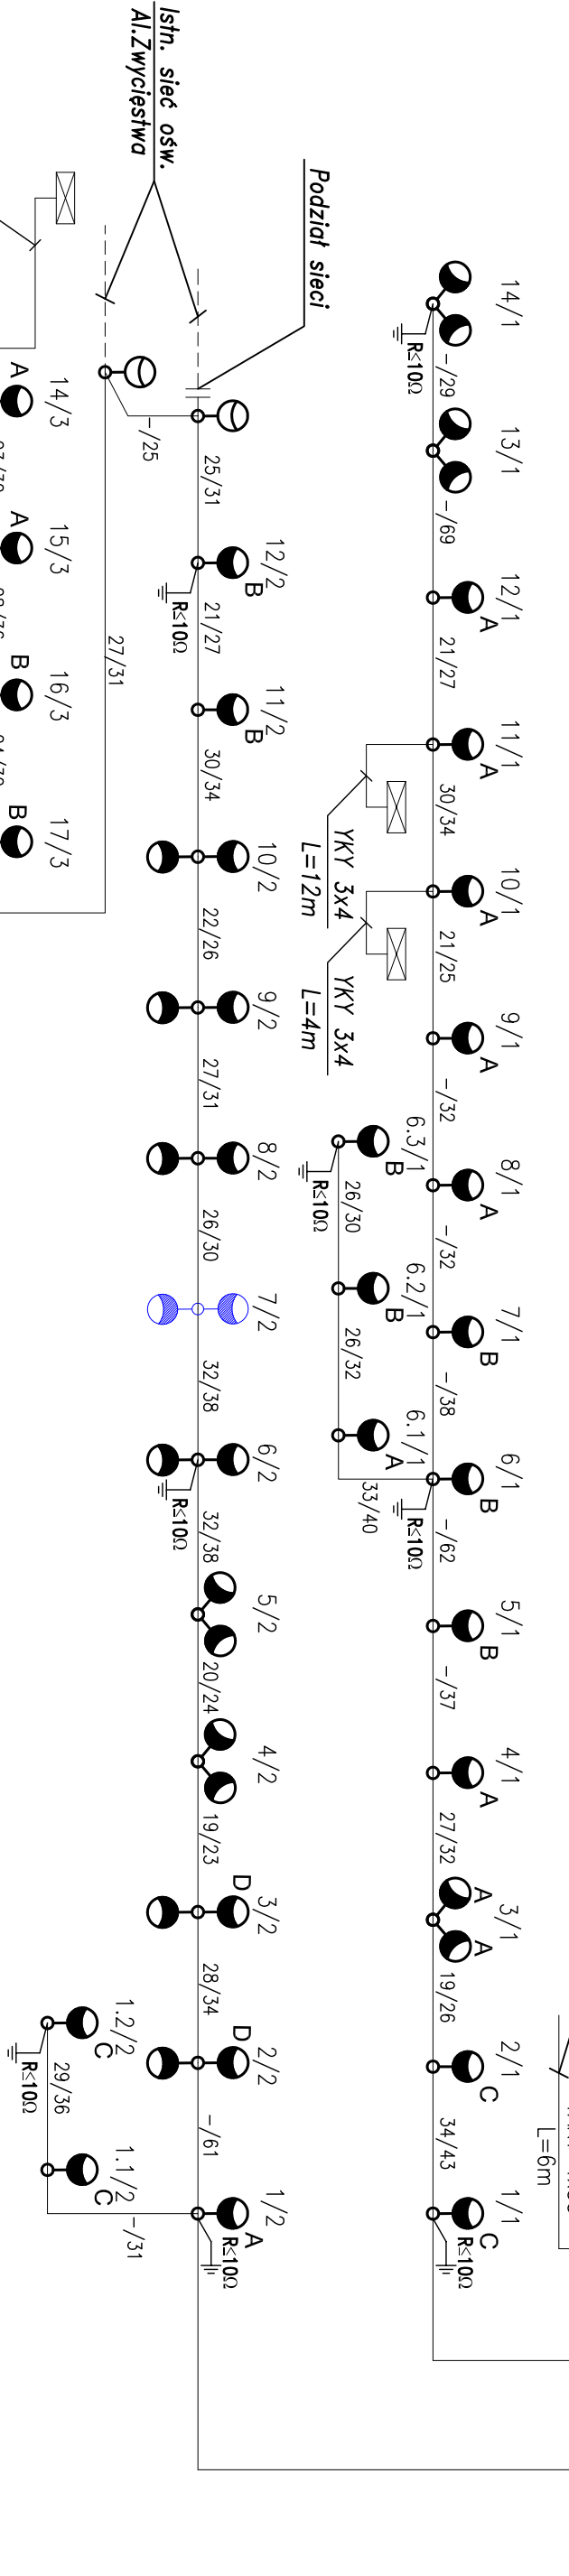 Istn. sieć ośw.
Al.Zwycięstwa
Podział sieci
14/1
R≤10Ω
-/29
13/1
-/69
12/1
A
21/27
11/1
A
30/34
YKY 3x4
L=12m
10/1
A
21/25
YKY 3x4
L=4m
9/1
A
-/32
8/1
A
-/32
7/1
B
-/38
6/1
B
R≤10Ω
-/62
5/1
B
-/37
4/1
A
27/32
3/1
A
A
19/26
2/1
C
34/43
1/1
C
R≤10Ω
L=6m
6.3/1
B
R≤10Ω
26/30
6.2/1
B
26/32
6.1/1
A
33/40
-/25
25/31
12/2
B
R≤10Ω
21/27
11/2
B
30/34
10/2
22/26
9/2
27/31
8/2
26/30
7/2
32/38
6/2
R≤10Ω
32/38
5/2
20/24
4/2
19/23
3/2
D
28/34
2/2
D
-/61
1/2
A
R≤10Ω
1.2/2
C
R≤10Ω
29/36
1.1/2
C
-/31
27/31
14/3
A
15/3
A
16/3
B
17/3
B